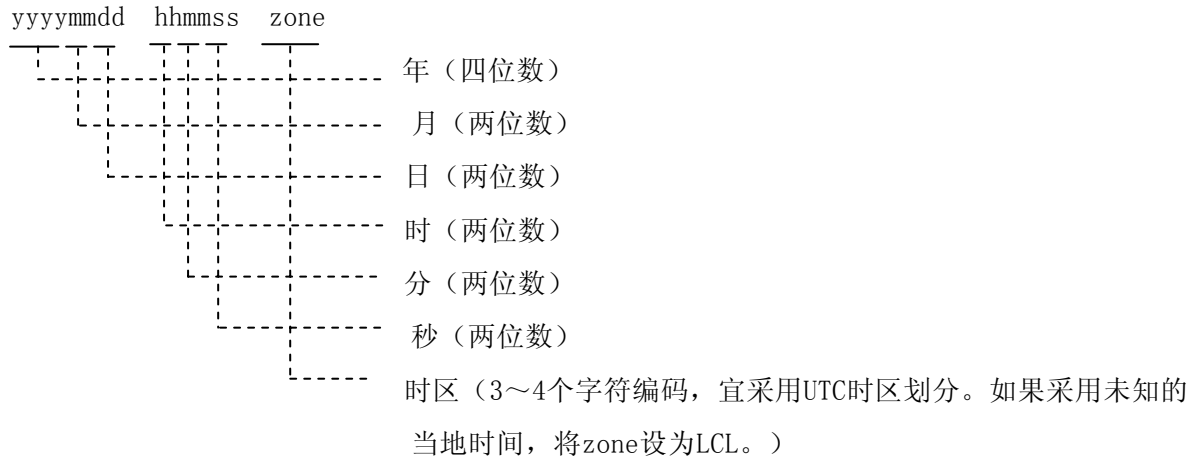 yyyymmdd hhmmss zone
年（四位数）
月（两位数）
日（两位数）
时（两位数）
分（两位数）
秒（两位数）
时区（3～4个字符编码，宜采用UTC时区划分。如果采用未知的
当地时间，将zone设为LCL。）